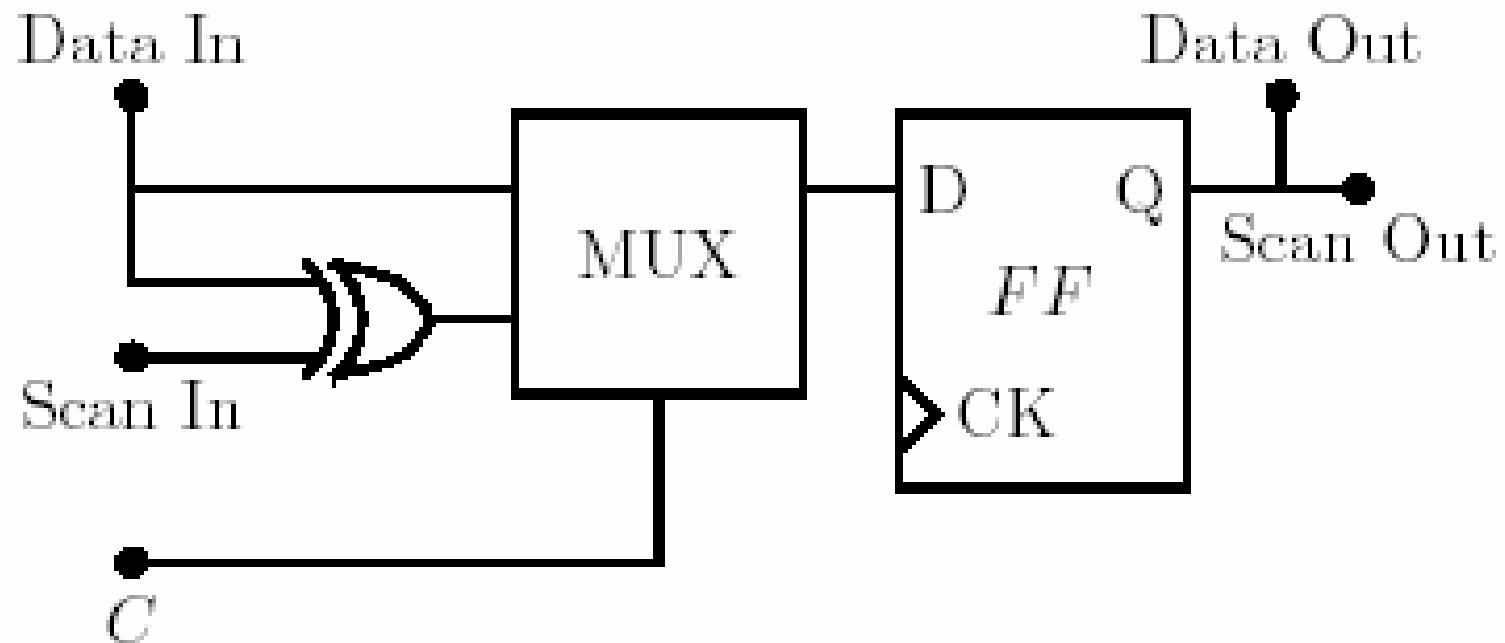 Data In
Data Out
D
Q
MUX
Scan Out
FF
Scan In
CK
C